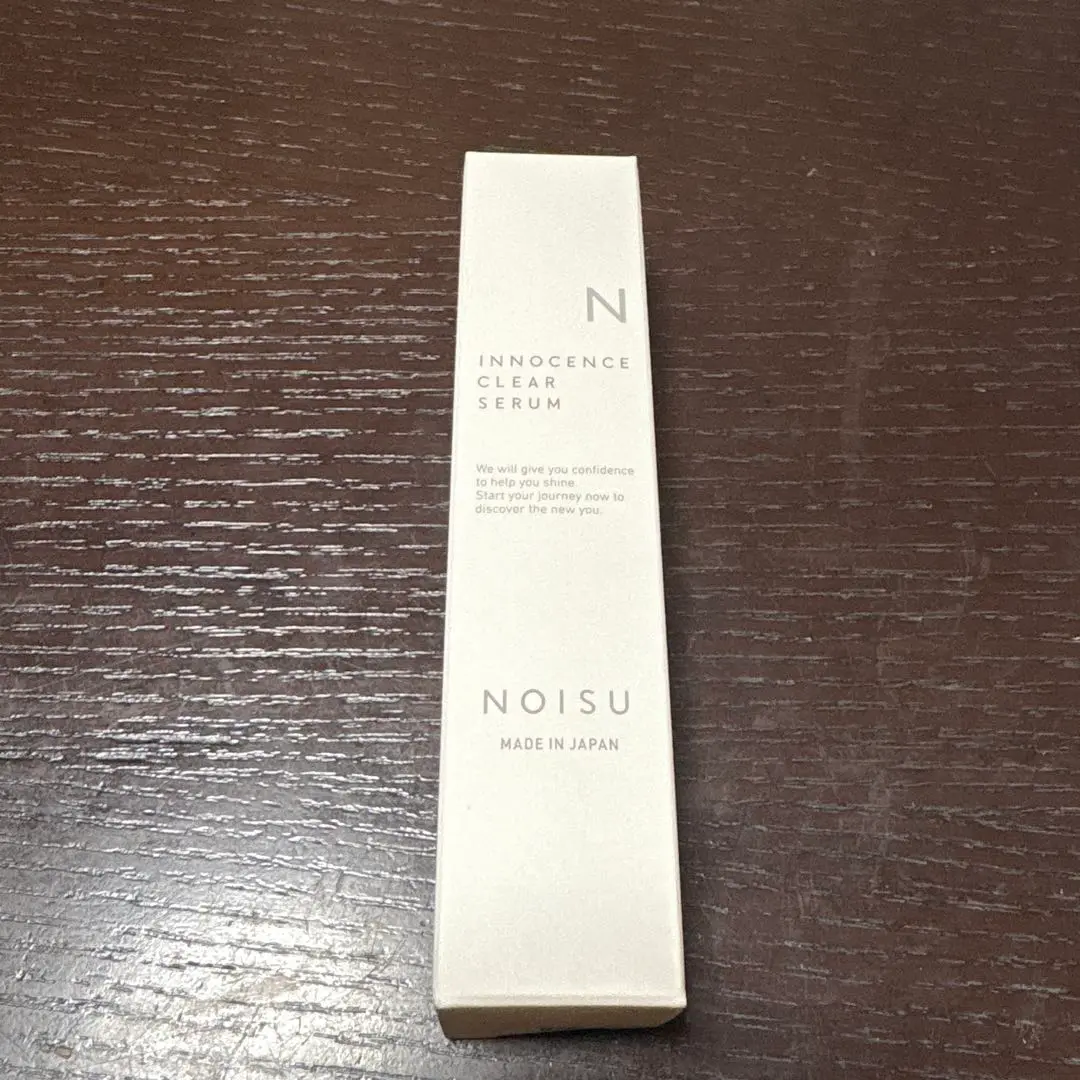 N
INNOCENCE
CLEAR
SERUM
We will give you confidence
to help you shine.
Start your journey now to
discover the new you.
NOISU
MADE IN JAPAN